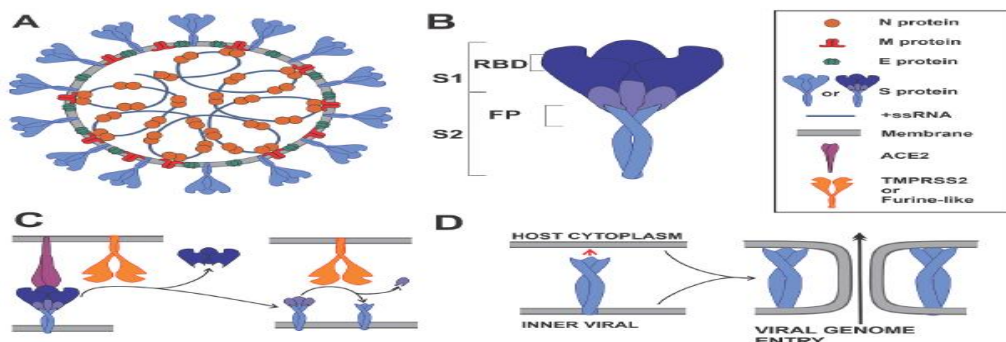 A
B
S1
RBD
S2
FP
N protein
M protein
E protein
or
S protein
+ssRNA
Membrane
ACE2
TMPRSS2
or
Furine-like
C
D
HOST CYTOPLASM
INNER VIRAL
VIRAL GENOME
ENTRY